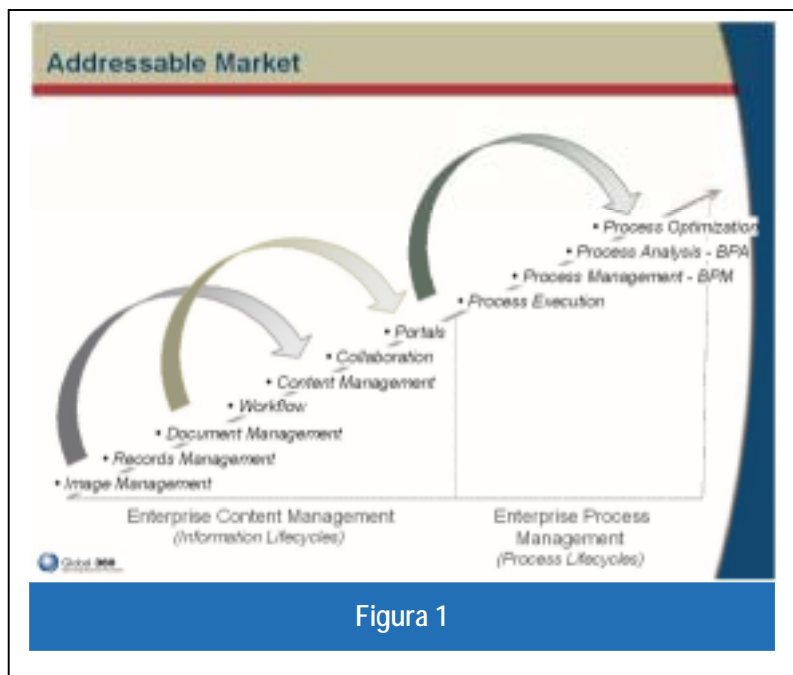 Addressable Market
• Process Optimization
• Process Analysis - BPA
• Process Management - BPM
• Process Execution
• Portals
• Collaboration
• Content Management
• Workflow
• Document Management
• Records Management
• Image Management
Enterprise Content Management
(Information Lifecycles)
Enterprise Process
Management
(Process Lifecycles)
Global 360
Figura 1